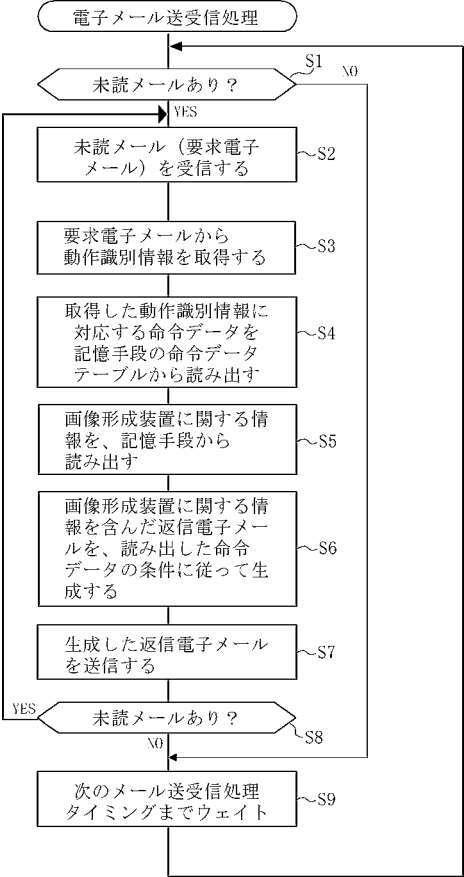 電子メール送受信処理
未読メールあり？
S1
NO
YES
未読メール（要求電子
メール）を受信する
S2
要求電子メールから
動作識別情報を取得する
S3
取得した動作識別情報に
対応する命令データを
記憶手段の命令データ
テーブルから読み出す
S4
画像形成装置に関する情
報を、記憶手段から
読み出す
S5
画像形成装置に関する情
報を含んだ返信電子メー
ルを、読み出した命令
データの条件に従って生
成する
S6
生成した返信電子メール
を送信する
S7
YES
未読メールあり？
S8
NO
次のメール送受信処理
タイミングまでウェイト
S9